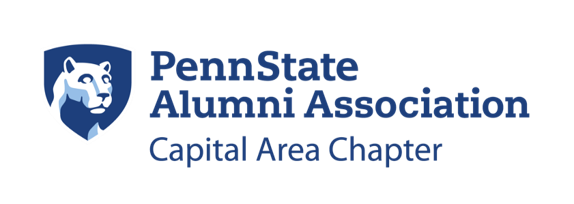 PennState
Alumni Association
Capital Area Chapter